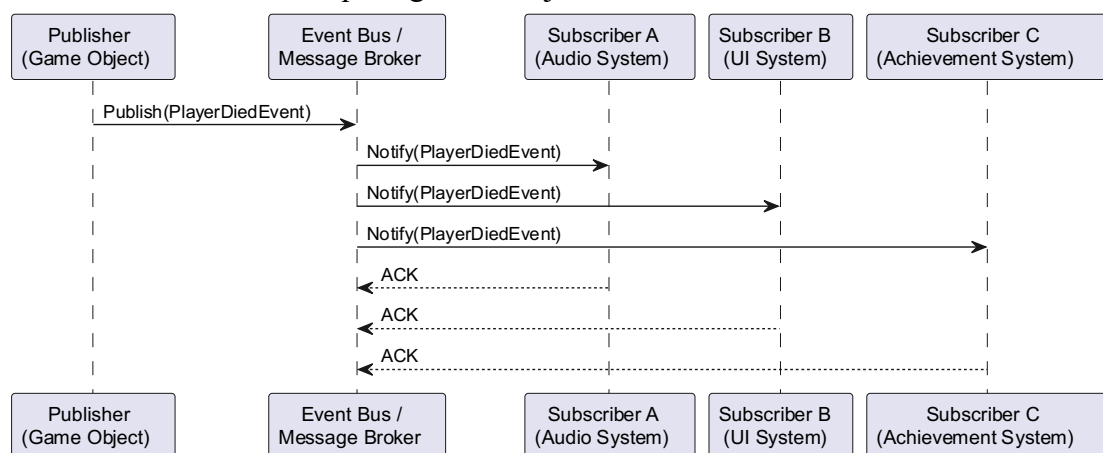 Publisher
(Game Object)
Event Bus /
Message Broker
Subscriber A
(Audio System)
Subscriber B
(UI System)
Subscriber C
(Achievement System)
Publish(PlayerDiedEvent)
Notify(PlayerDiedEvent)
Notify(PlayerDiedEvent)
Notify(PlayerDiedEvent)
ACK
ACK
ACK
Publisher
(Game Object)
Event Bus /
Message Broker
Subscriber A
(Audio System)
Subscriber B
(UI System)
Subscriber C
(Achievement System)